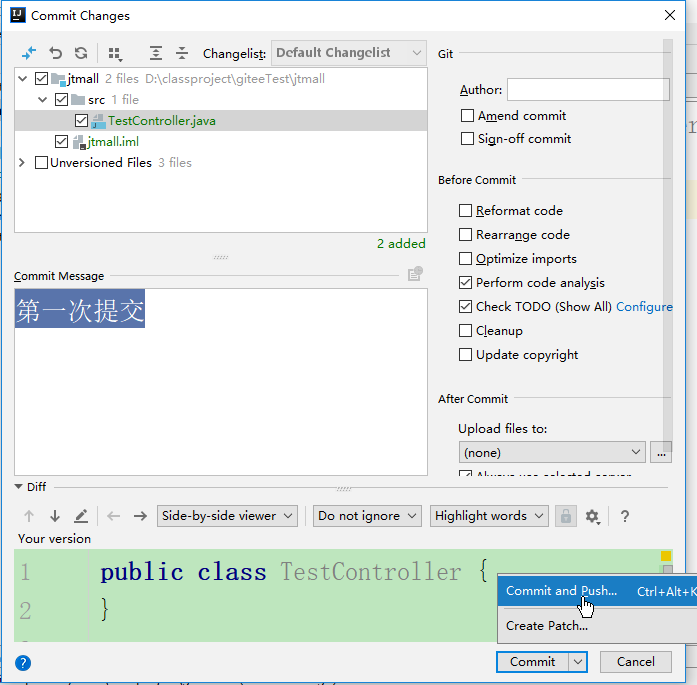 Commit Changes
Changelist: Default Changelist
jtmall 2 files D:\classproject\giteeTest\jtmall
src 1 file
TestController.java
jtmall.iml
Unversioned Files 3 files
2 added
Commit Message
第一次提交
Git
Author:
Amend commit
Sign-off commit
Before Commit
Reformat code
Rearrange code
Optimize imports
Perform code analysis
Check TODO (Show All) Configure
Cleanup
Update copyright
After Commit
Upload files to:
(none)
...
Always use selected server
Diff
Side-by-side viewer
Do not ignore
Highlight words
?
Your version
1 public class TestController {
2 }
Commit and Push... Ctrl+Alt+K
Create Patch...
?
Commit
Cancel